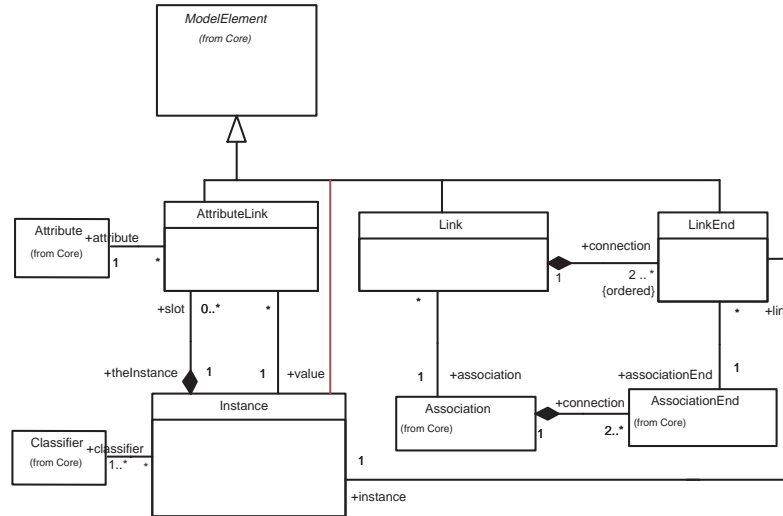 ModelElement
(from Core)
AttributeLink
Link
LinkEnd
Attribute
(from Core)
+attribute
1
*
+connection
1
2 .. *
{ordered}
+slot
0..*
*
*
*
+lin
+theInstance
1
1
+value
1
+association
+associationEnd
1
Instance
Association
(from Core)
+connection
1
2..*
AssociationEnd
(from Core)
Classifier
(from Core)
+classifier
1..*
*
1
+instance